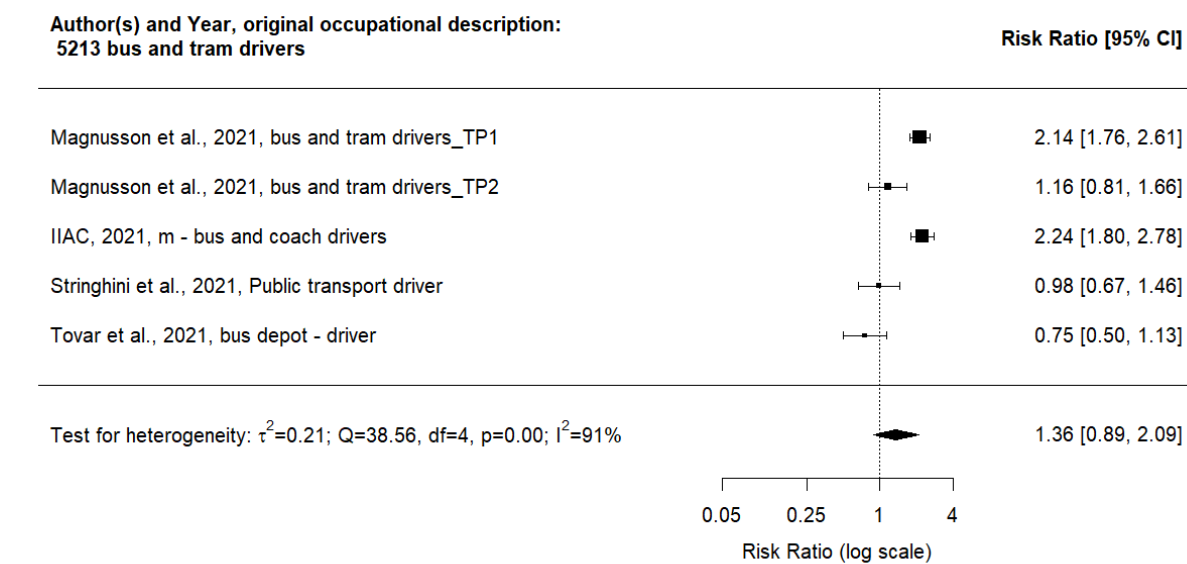 Author(s) and Year, original occupational description:
5213 bus and tram drivers
Risk Ratio [95% CI]
Magnusson et al., 2021, bus and tram drivers_TP1 2.14 [1.76, 2.61]
Magnusson et al., 2021, bus and tram drivers_TP2 1.16 [0.81, 1.66]
IIAC, 2021, m - bus and coach drivers 2.24 [1.80, 2.78]
Stringhini et al., 2021, Public transport driver 0.98 [0.67, 1.46]
Tovar et al., 2021, bus depot - driver 0.75 [0.50, 1.13]
Test for heterogeneity: τ²=0.21; Q=38.56, df=4, p=0.00; I²=91% 1.36 [0.89, 2.09]
0.05 0.25 1 4
Risk Ratio (log scale)